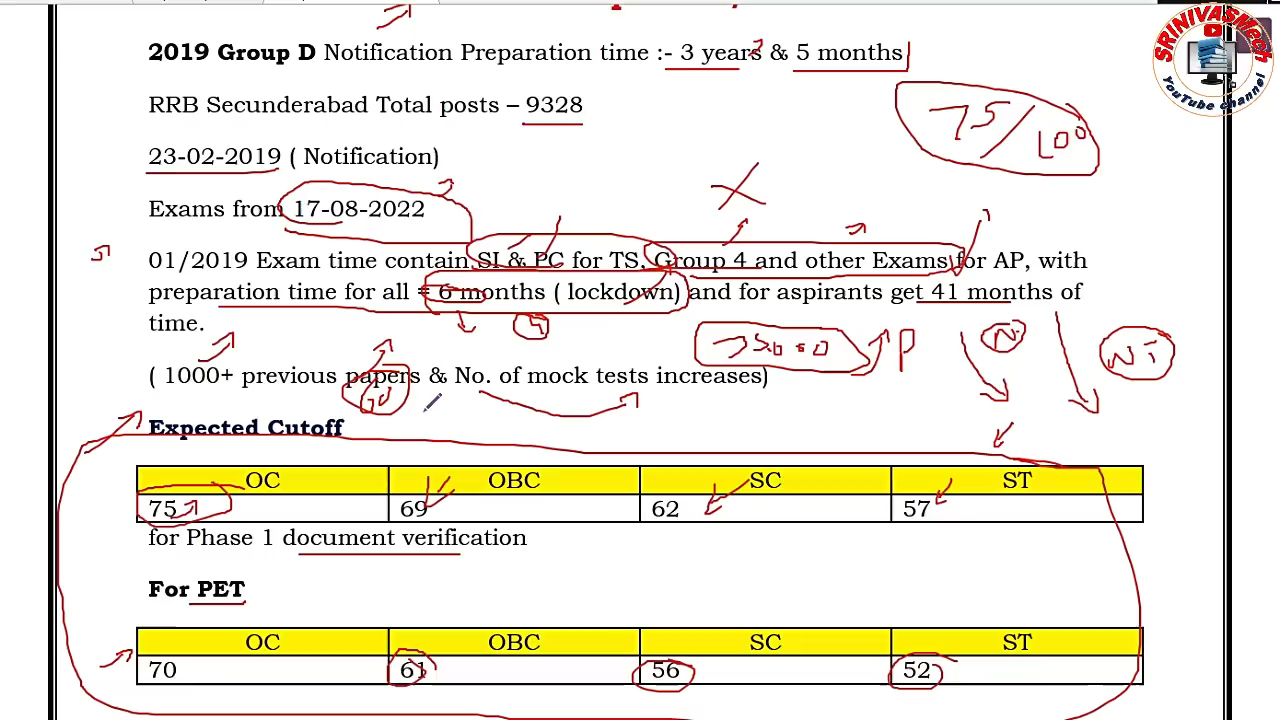 SRINIVASMech
YouTube channel
2019 Group D Notification Preparation time :- 3 years & 5 months
75/100
RRB Secunderabad Total posts – 9328
23-02-2019 ( Notification)
Exams from 17-08-2022
01/2019 Exam time contain SI & PC for TS, Group 4 and other Exams for AP, with
preparation time for all = 6 months ( lockdown) and for aspirants get 41 months of
time.
( 1000+ previous papers & No. of mock tests increases)
P
N
Expected Cutoff
OC OBC SC ST
75 69 62 57
for Phase 1 document verification
For PET
OC OBC SC ST
70 61 56 52